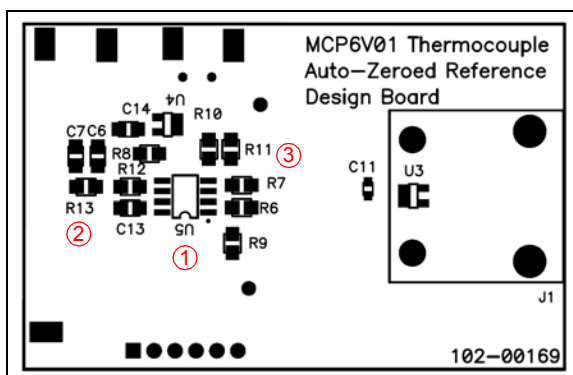 MCP6V01 Thermocouple
Auto-Zeroed Reference
Design Board
C14
U4
R10
C7
C6
R8
R11
③
R12
R7
C11
U3
R13
R6
②
C13
U5
①
R9
J1
102-00169